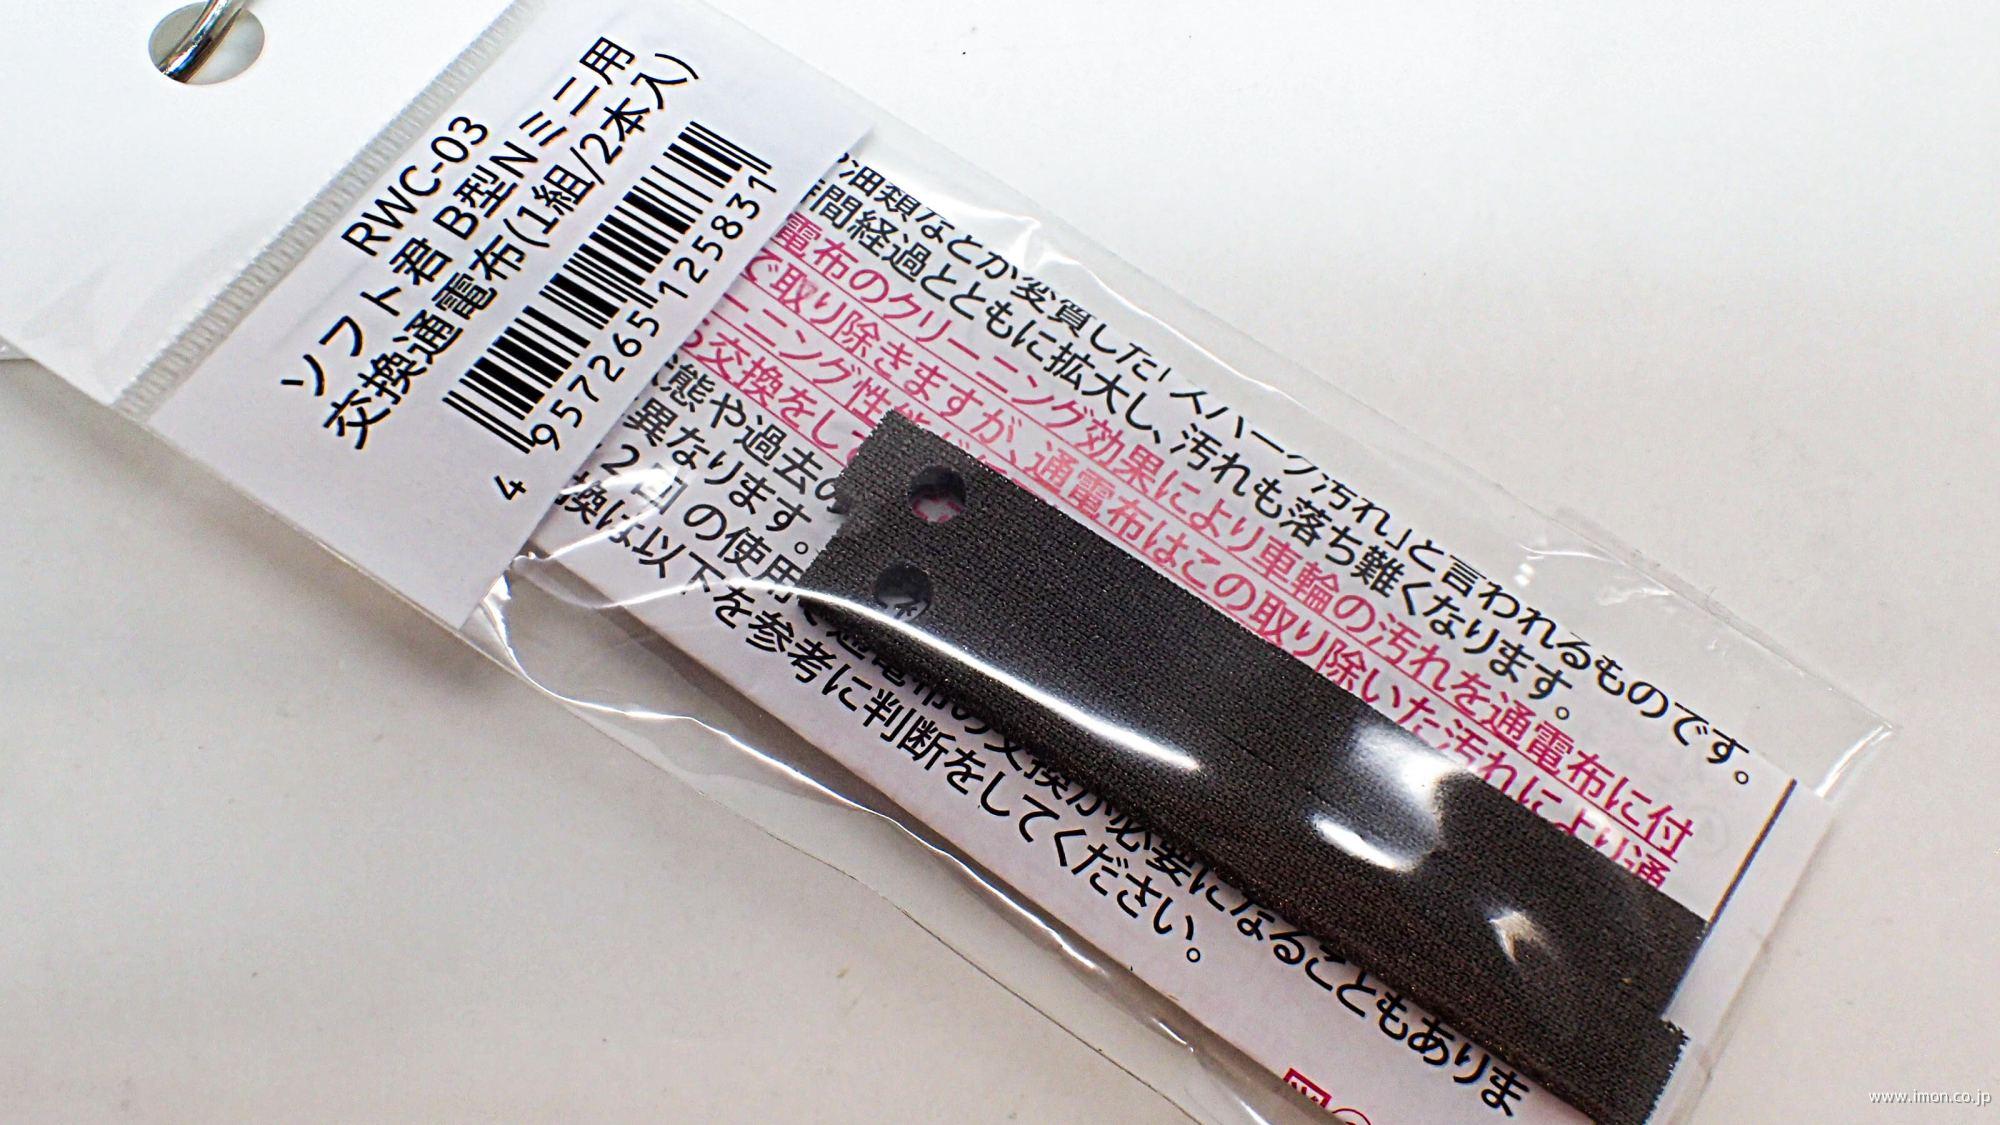 RWC-03
ソフト君 B型Nミニ用
交換通電布(1組/2本入)
4 957265 125831
油類などが変質した「スパーク汚れ」と言われるものです。
間経過とともに拡大し、汚れも落ち難くなります。
電布のクリーニング効果により車輪の汚れを通電布に付
で取り除きますが、通電布はこの取り除いた汚れにより通
ーニング性
交換をし
態や過去の
異なります。
2回の使用 通電布の交換が必要になることもありま
換は以下を参考に判断をしてください。
www.imon.co.jp